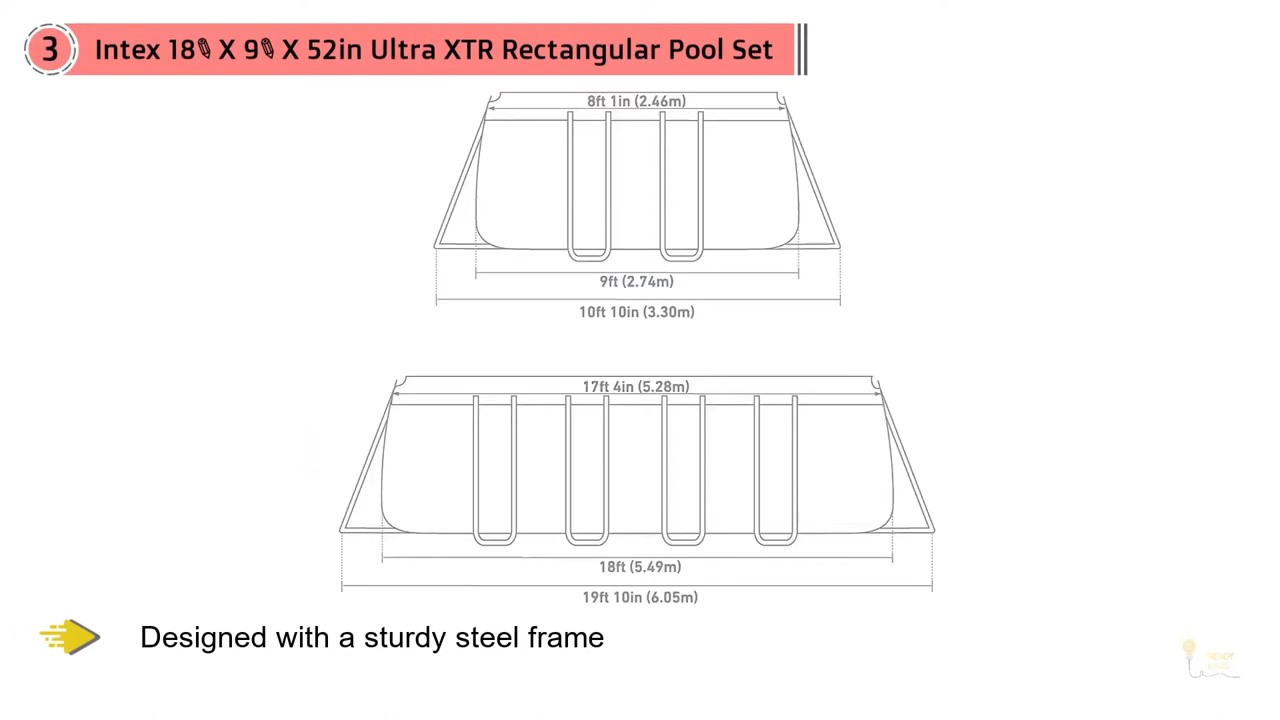 3
Intex 18✎ X 9✎ X 52in Ultra XTR Rectangular Pool Set
8ft 1in (2.46m)
9ft (2.74m)
10ft 10in (3.30m)
17ft 4in (5.28m)
18ft (5.49m)
19ft 10in (6.05m)
Designed with a sturdy steel frame